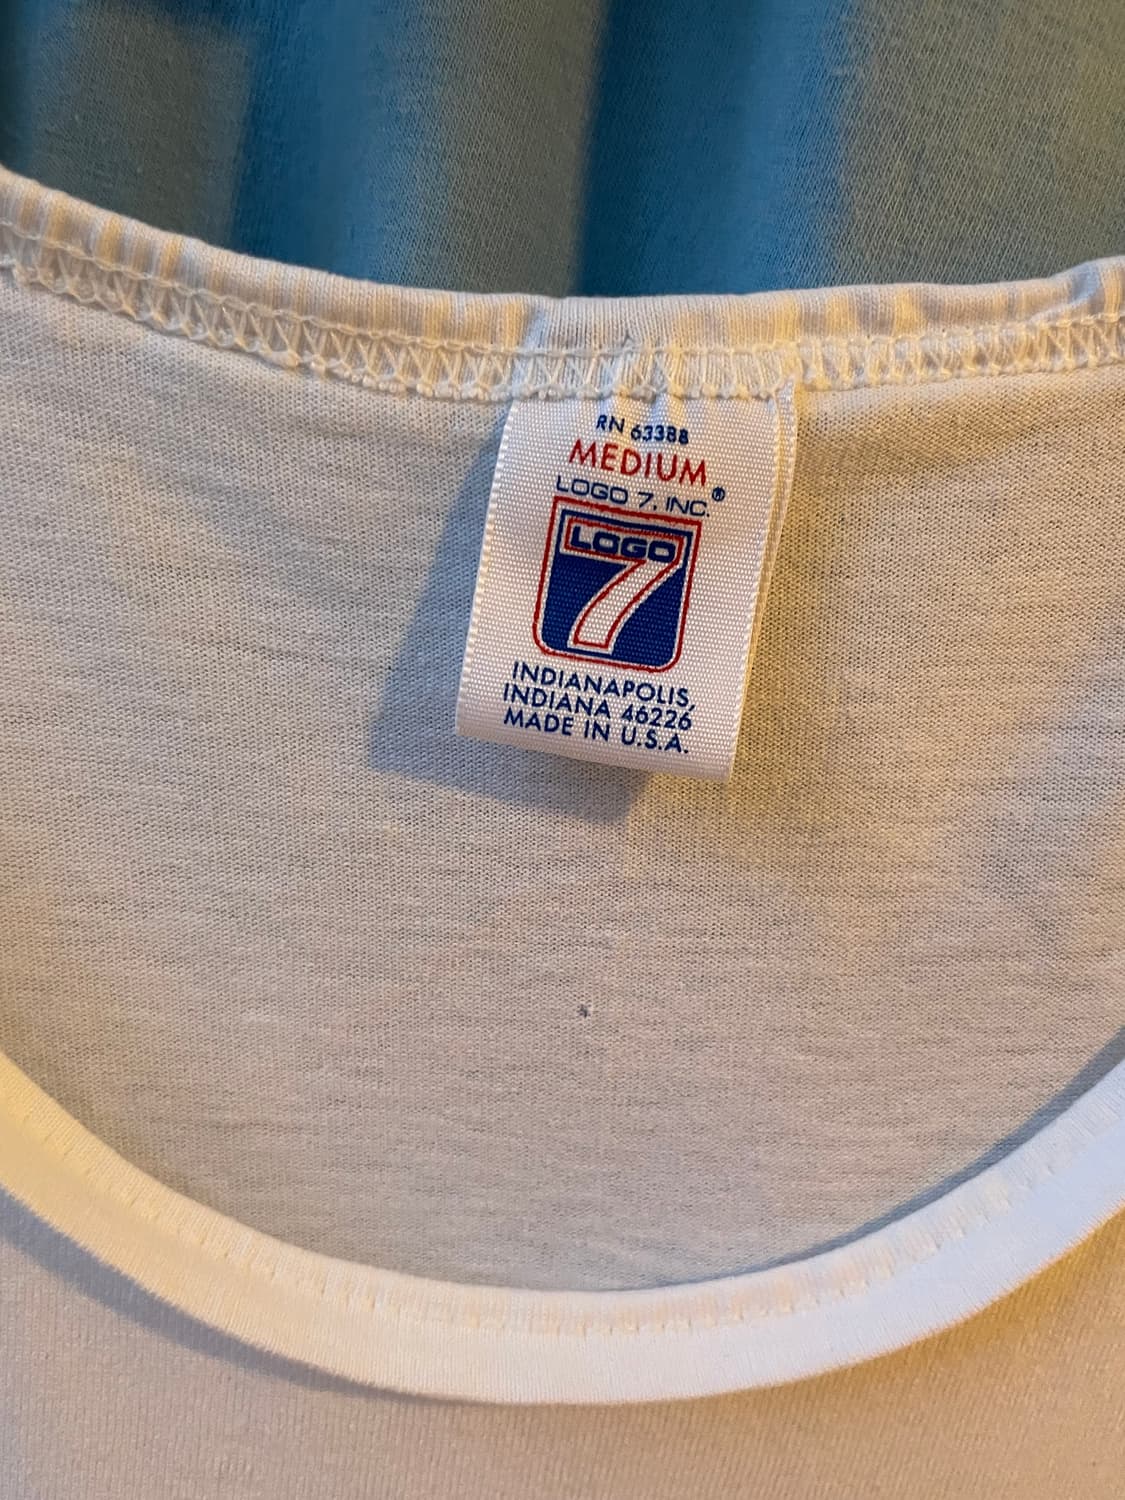 RN 63388
MEDIUM
LOGO 7, INC.®
LOGO
7
INDIANAPOLIS,
INDIANA 46226
MADE IN U.S.A.